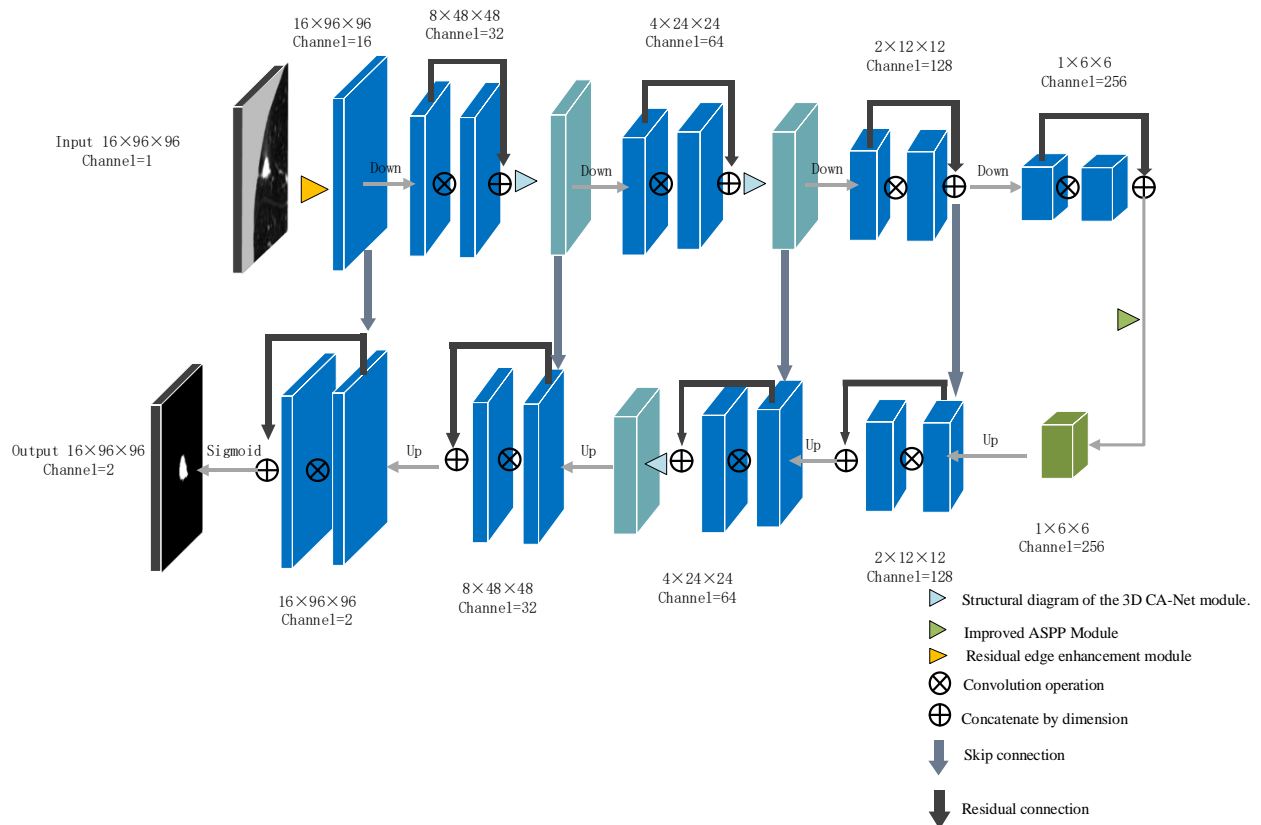 16×96×96
Channel=16
8×48×48
Channel=32
4×24×24
Channel=64
2×12×12
Channel=128
1×6×6
Channel=256
Input 16×96×96
Channel=1
Down
Down
Down
Down
Output 16×96×96
Channel=2
Sigmoid
Up
Up
Up
Up
16×96×96
Channel=2
8×48×48
Channel=32
4×24×24
Channel=64
2×12×12
Channel=128
1×6×6
Channel=256
Structural diagram of the 3D CA-Net module.
Improved ASPP Module
Residual edge enhancement module
Convolution operation
Concatenate by dimension
Skip connection
Residual connection